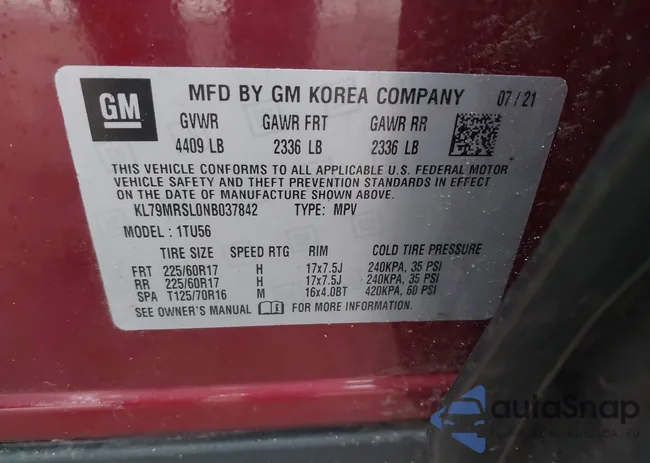 GM
MFD BY GM KOREA COMPANY 07/21
GVWR GAWR FRT GAWR RR
4409 LB 2336 LB 2336 LB
THIS VEHICLE CONFORMS TO ALL APPLICABLE U.S. FEDERAL MOTOR
VEHICLE SAFETY AND THEFT PREVENTION STANDARDS IN EFFECT
ON THE DATE OF MANUFACTURE SHOWN ABOVE.
KL79MRSL0NB037842 TYPE: MPV
MODEL: 1TU56
TIRE SIZE SPEED RTG RIM COLD TIRE PRESSURE
FRT 225/60R17 H 17x7.5J 240KPA, 35 PSI
RR 225/60R17 H 17x7.5J 240KPA, 35 PSI
SPA T125/70R16 M 16x4.0BT 420KPA, 60 PSI
SEE OWNER'S MANUAL FOR MORE INFORMATION.
autoSnap